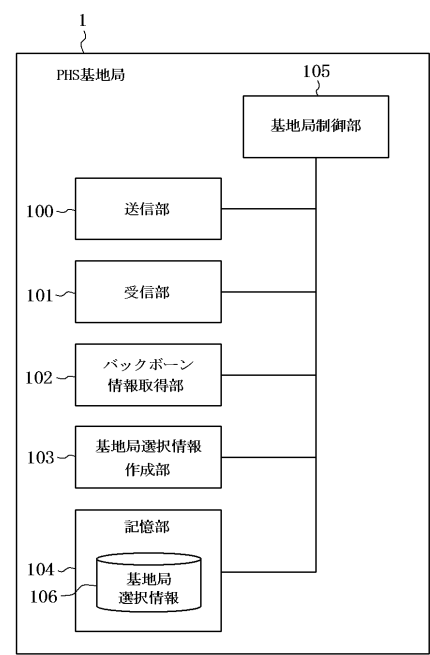 1
PHS基地局
105
基地局制御部
100
送信部
101
受信部
102
バックボーン
情報取得部
103
基地局選択情報
作成部
104
記憶部
106
基地局
選択情報